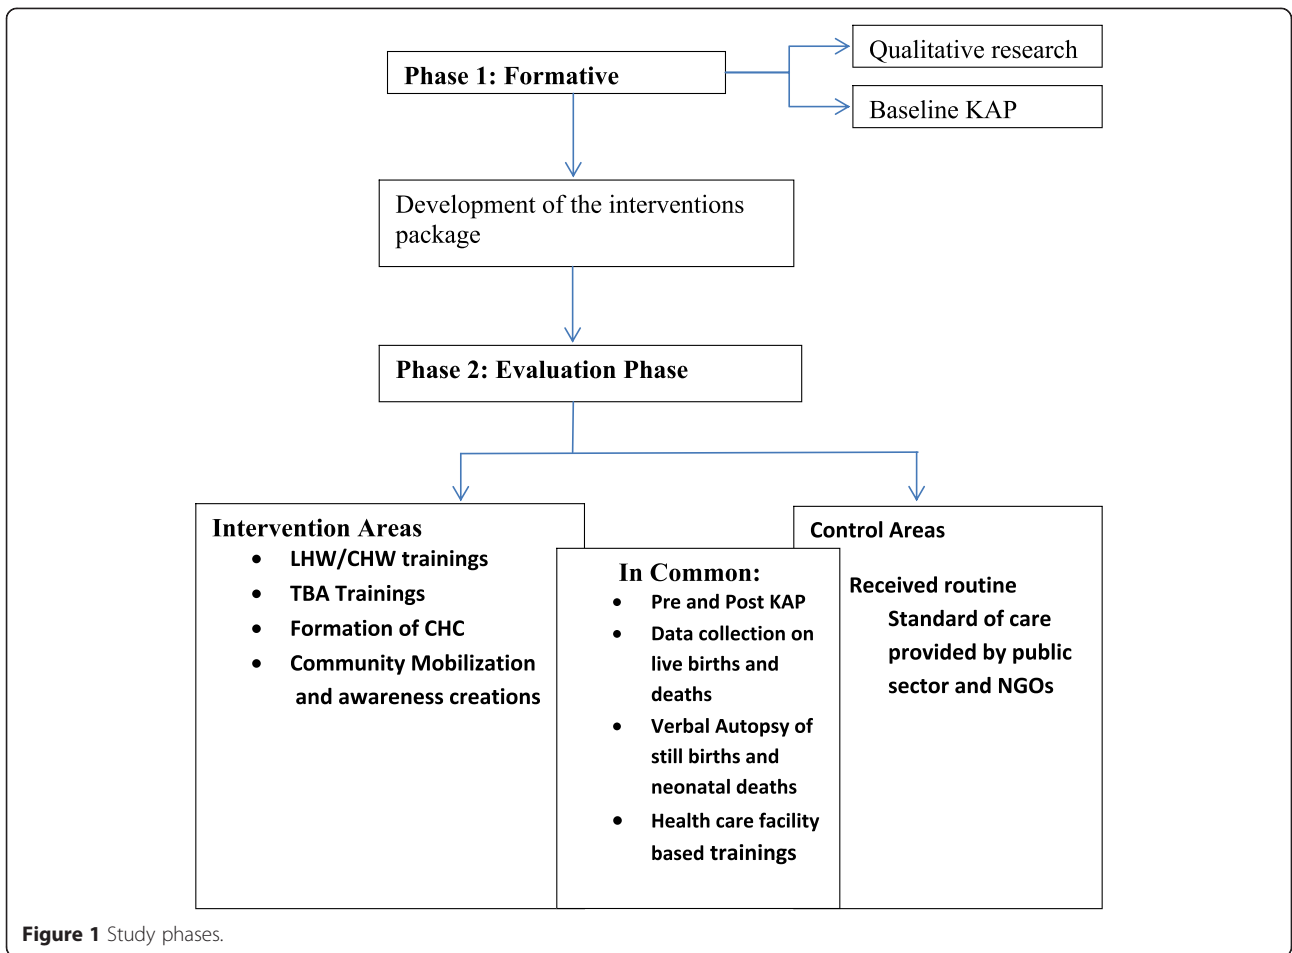 Phase 1: Formative
Qualitative research
Baseline KAP
Development of the interventions
package
Phase 2: Evaluation Phase
Intervention Areas
• LHW/CHW trainings
• TBA Trainings
• Formation of CHC
• Community Mobilization
and awareness creations
In Common:
• Pre and Post KAP
• Data collection on
live births and
deaths
• Verbal Autopsy of
still births and
neonatal deaths
• Health care facility
based trainings
Control Areas
Received routine
Standard of care
provided by public
sector and NGOs
Figure 1 Study phases.